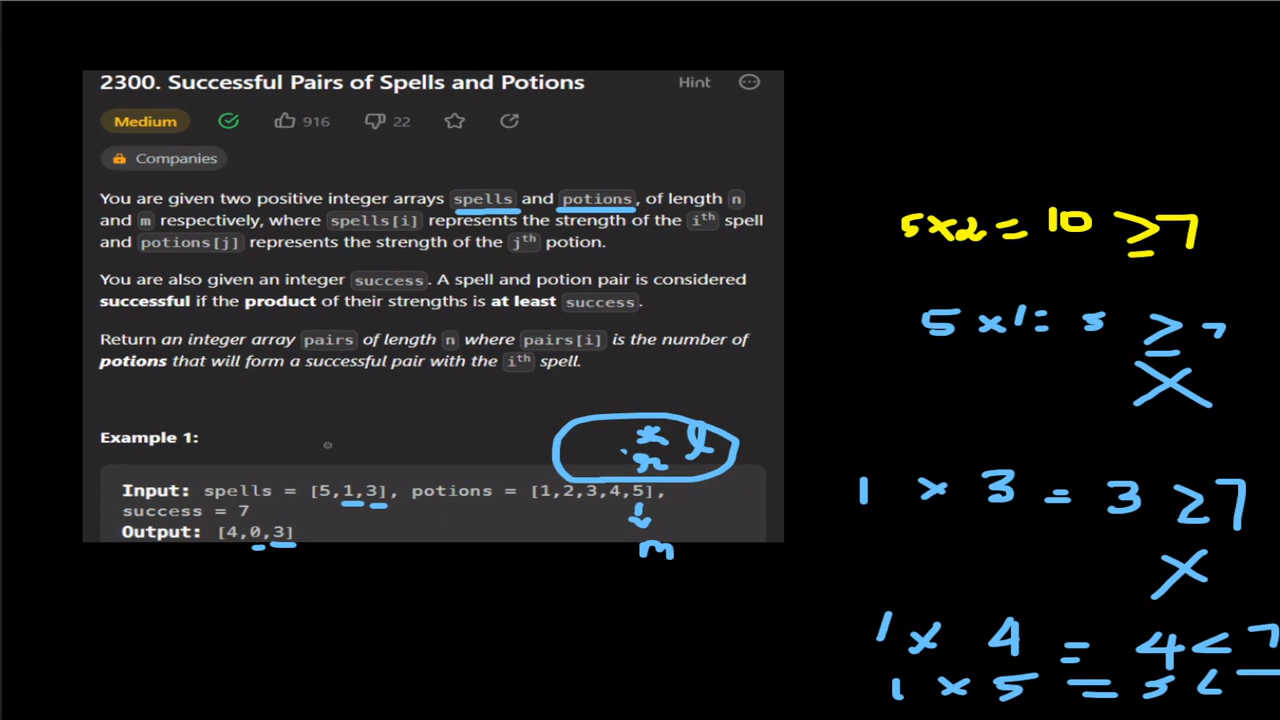 2300. Successful Pairs of Spells and Potions Hint
Medium 916 22
Companies
You are given two positive integer arrays spells and potions, of length n
and m respectively, where spells[i] represents the strength of the ith spell
and potions[j] represents the strength of the jth potion.
You are also given an integer success. A spell and potion pair is considered
successful if the product of their strengths is at least success.
Return an integer array pairs of length n where pairs[i] is the number of
potions that will form a successful pair with the ith spell.
Example 1:
Input: spells = [5,1,3], potions = [1,2,3,4,5],
success = 7
Output: [4,0,3]
m
5x2 = 10 ≥ 7
5 x 1 = 5 ≥ 7
X
1 x 3 = 3 ≥ 7
X
1 x 4 = 4 < 7
1 x 5 = 5 <